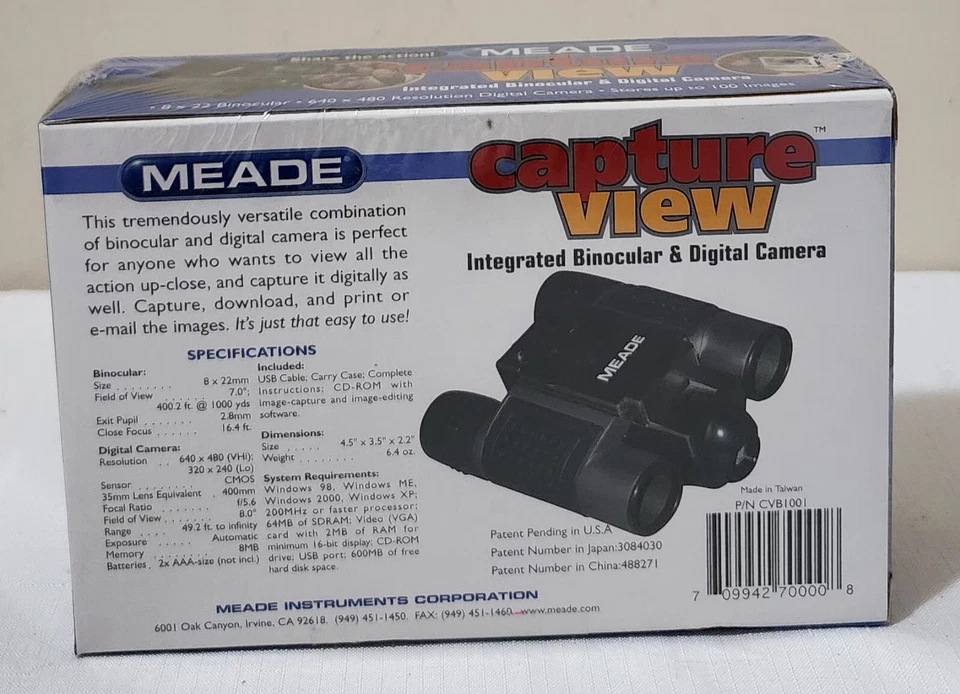 Share the action!
MEADE
capture
view
Integrated Binocular & Digital Camera
• 8 x 22 Binocular • 640 x 480 Resolution Digital Camera • Stores up to 100 Images
MEADE
capture™
view
Integrated Binocular & Digital Camera
This tremendously versatile combination
of binocular and digital camera is perfect
for anyone who wants to view all the
action up-close, and capture it digitally as
well. Capture, download, and print or
e-mail the images. It's just that easy to use!
SPECIFICATIONS
Binocular:
Size . . . . . . . . 8 x 22mm
Field of View 7.0°;
400.2 ft. @ 1000 yds
Exit Pupil . . . . . . 2.8mm
Close Focus . . . . . . 16.4 ft.
Digital Camera:
Resolution . . 640 x 480 (VHi);
320 x 240 (Lo)
Sensor . . . . . . . . CMOS
35mm Lens Equivalent . 400mm
Focal Ratio . . . . . . . f/5.6
Field of View . . . . . . . 8.0°
Range . . . . 49.2 ft. to infinity
Exposure . . . . . Automatic
Memory . . . . . . . . 8MB
Batteries . 2x AAA-size (not incl.)
Included:
USB Cable; Carry Case; Complete
Instructions; CD-ROM with
image-capture and image-editing
software.
Dimensions:
Size . . . . . . 4.5" x 3.5" x 2.2"
Weight . . . . . . . . . 6.4 oz.
System Requirements:
Windows 98, Windows ME,
Windows 2000, Windows XP;
200MHz or faster processor;
64MB of SDRAM; Video (VGA)
card with 2MB of RAM for
minimum 16-bit display; CD-ROM
drive; USB port; 600MB of free
hard disk space.
MEADE
Made in Taiwan
P/N CVB1001
Patent Pending in U.S.A
Patent Number in Japan:3084030
Patent Number in China:488271
7 09942 70000 8
MEADE INSTRUMENTS CORPORATION
6001 Oak Canyon, Irvine, CA 92618. (949) 451-1450. FAX: (949) 451-1460. www.meade.com